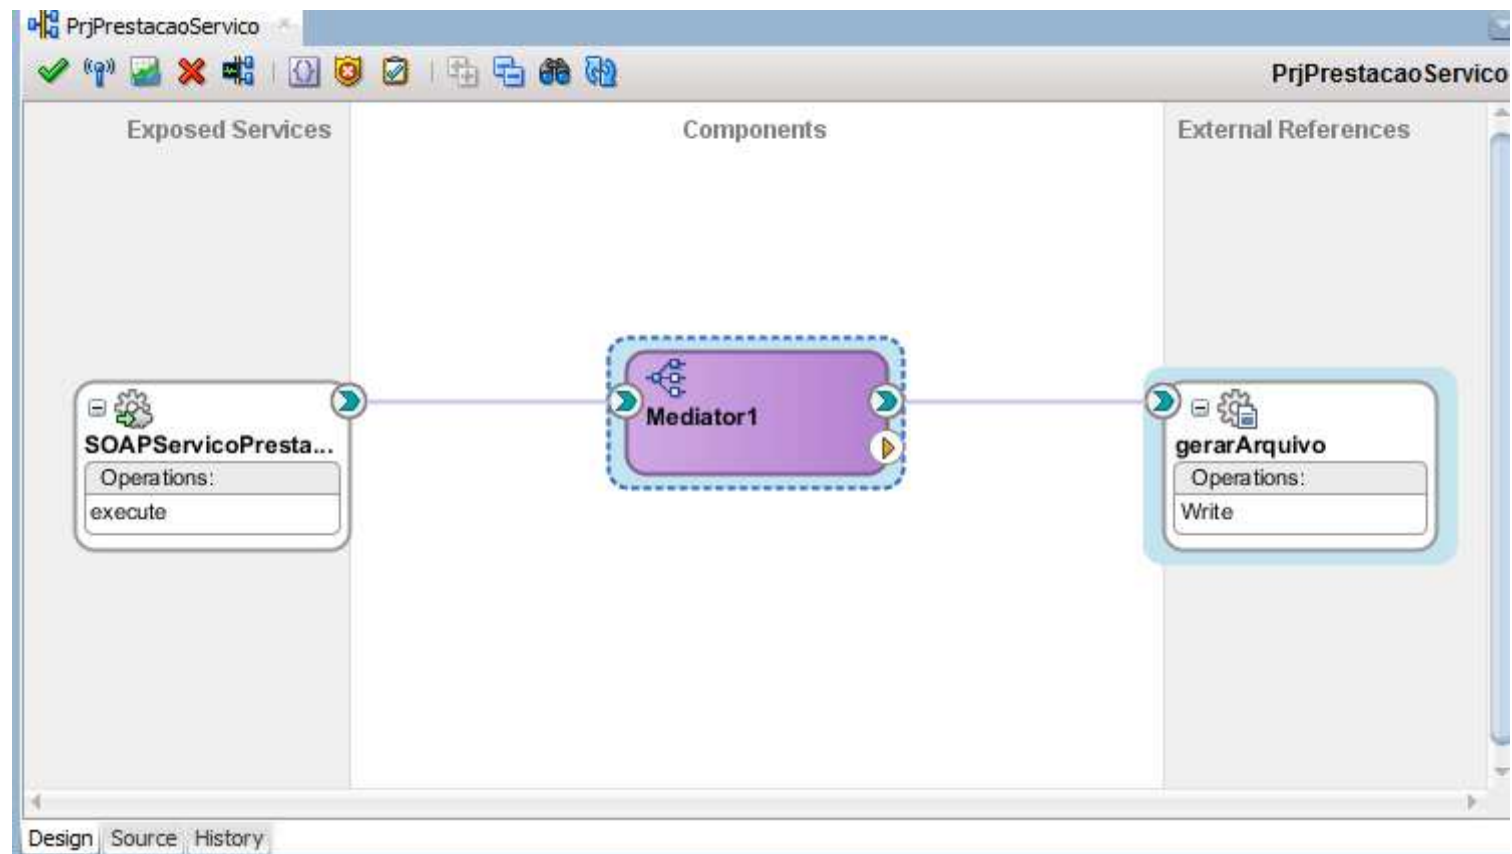 PrjPrestacaoServico
PrjPrestacaoServico
Exposed Services
Components
External References
SOAPServicoPresta...
Operations:
execute
Mediator1
gerarArquivo
Operations:
Write
Design Source History